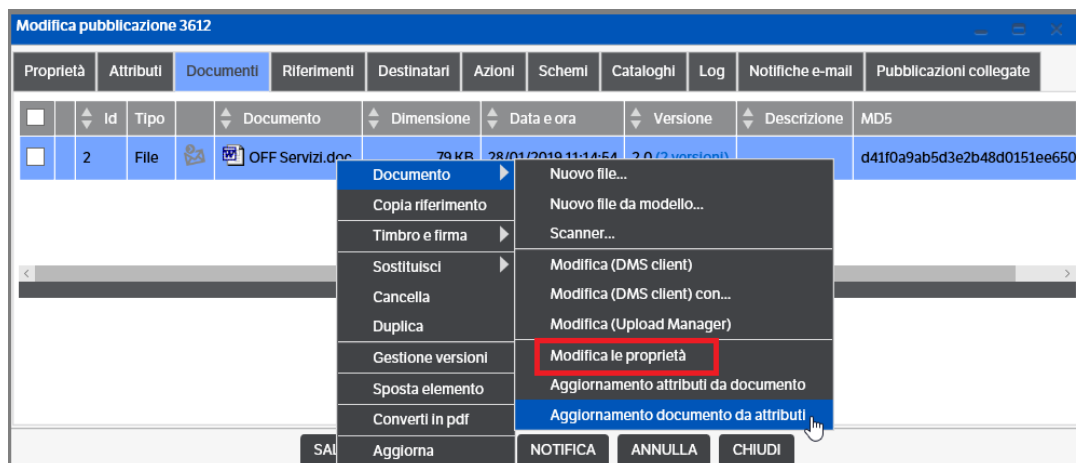 Modifica pubblicazione 3612
Proprietà Attributi Documenti Riferimenti Destinatari Azioni Schemi Cataloghi Log Notifiche e-mail Pubblicazioni collegate
Id Tipo Documento Dimensione Data e ora Versione Descrizione MD5
2 File OFF Servizi.doc 79 KB 28/01/2019 11:14:54 2.0 (2 versioni) d41f0a9ab5d3e2b48d0151ee650
Documento
Copia riferimento
Timbro e firma
Sostituisci
Cancella
Duplica
Gestione versioni
Sposta elemento
Converti in pdf
Aggiorna
Nuovo file...
Nuovo file da modello...
Scanner...
Modifica (DMS client)
Modifica (DMS client) con...
Modifica (Upload Manager)
Modifica le proprietà
Aggiornamento attributi da documento
Aggiornamento documento da attributi
NOTIFICA ANNULLA CHIUDI